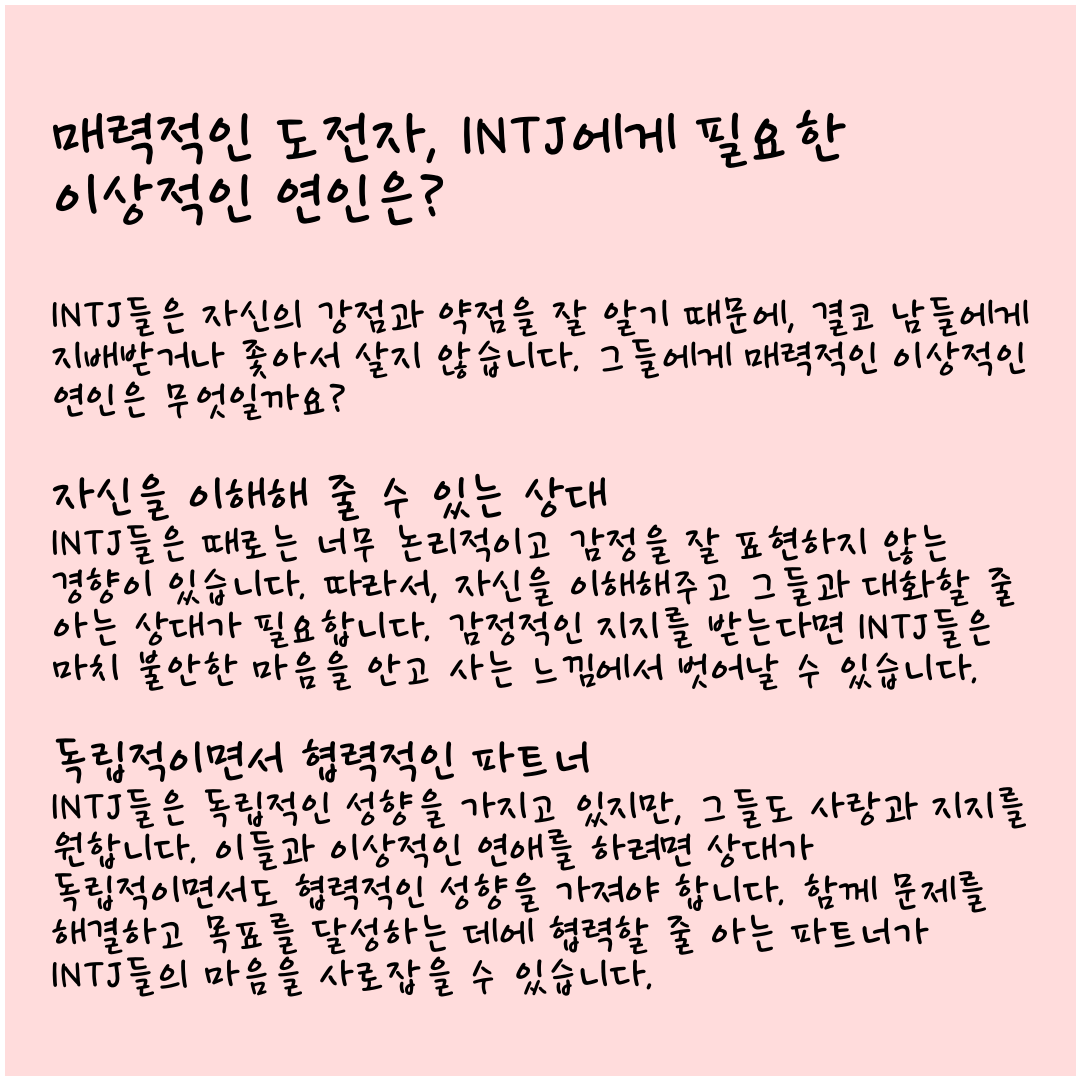 매력적인 도전자, INTJ에게 필요한
이상적인 연인은?
INTJ들은 자신의 강점과 약점을 잘 알기 때문에, 결코 남들에게
지배받거나 좇아서 살지 않습니다. 그들에게 매력적인 이상적인
연인은 무엇일까요?
자신을 이해해 줄 수 있는 상대
INTJ들은 때로는 너무 논리적이고 감정을 잘 표현하지 않는
경향이 있습니다. 따라서, 자신을 이해해주고 그들과 대화할 줄
아는 상대가 필요합니다. 감정적인 지지를 받는다면 INTJ들은
마치 불안한 마음을 안고 사는 느낌에서 벗어날 수 있습니다.
독립적이면서 협력적인 파트너
INTJ들은 독립적인 성향을 가지고 있지만, 그들도 사랑과 지지를
원합니다. 이들과 이상적인 연애를 하려면 상대가
독립적이면서도 협력적인 성향을 가져야 합니다. 함께 문제를
해결하고 목표를 달성하는 데에 협력할 줄 아는 파트너가
INTJ들의 마음을 사로잡을 수 있습니다.